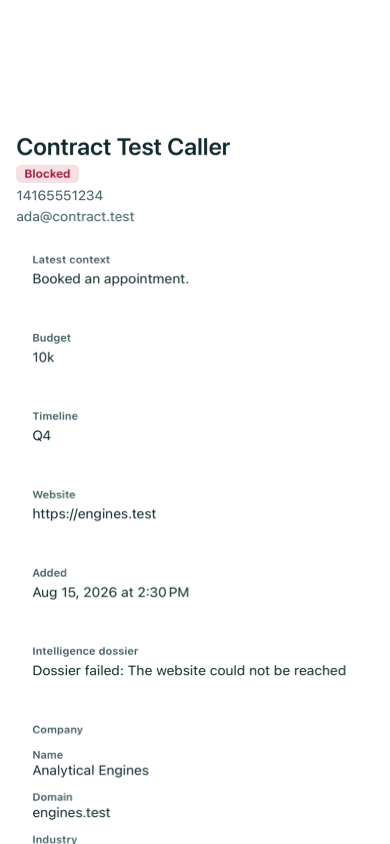 Contract Test Caller
Blocked
14165551234
ada@contract.test
Latest context
Booked an appointment.
Budget
10k
Timeline
Q4
Website
https://engines.test
Added
Aug 15, 2026 at 2:30 PM
Intelligence dossier
Dossier failed: The website could not be reached
Company
Name
Analytical Engines
Domain
engines.test
Industry